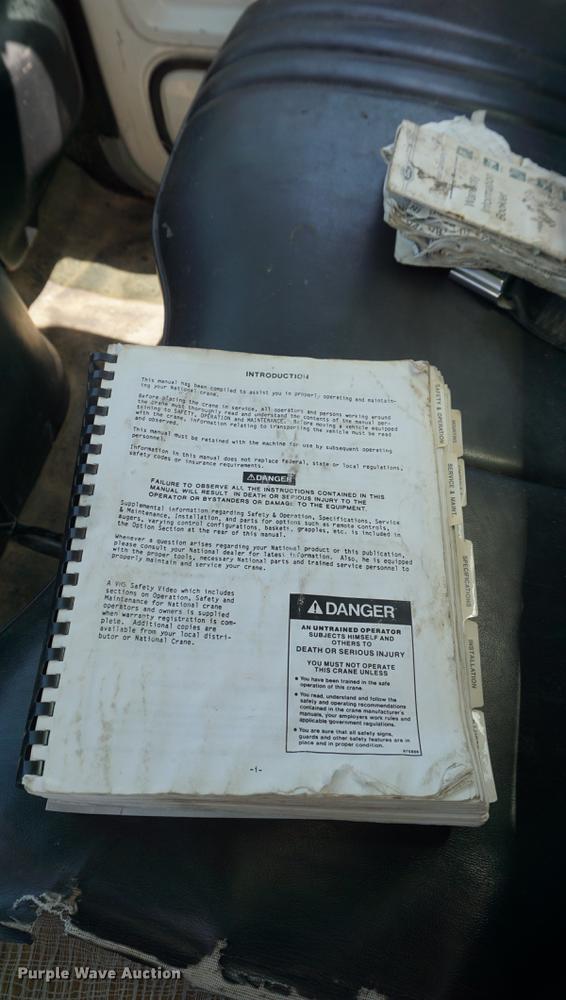 Warranty
Information
Booklet
INTRODUCTION
This manual has been compiled to assist you in properly operating and maintain-
ing your National crane.
Before placing the crane in service, all operators and persons working around
the crane must thoroughly read and understand the contents of the manual per-
taining to SAFETY, OPERATION and MAINTENANCE. Before moving a vehicle equipped
with the crane, information relating to transporting the vehicle must be read
and observed.
This manual must be retained with the machine for use by subsequent operating
personnel.
Information in this manual does not replace federal, state or local regulations,
safety codes or insurance requirements.
DANGER
FAILURE TO OBSERVE ALL THE INSTRUCTIONS CONTAINED IN THIS
MANUAL WILL RESULT IN DEATH OR SERIOUS INJURY TO THE
OPERATOR OR BYSTANDERS OR DAMAGE TO THE EQUIPMENT.
Supplemental information regarding Safety & Operation, Specifications, Service
& Maintenance, Installation, and parts for options such as remote controls,
augers, varying control configurations, baskets, grapples, etc. is included in
the Option Section at the rear of this manual.
Whenever a question arises regarding your National product or this publication,
please consult your National dealer for latest information. Also, he is equipped
with the proper tools, necessary National parts and trained service personnel to
properly maintain and service your crane.
A VHS Safety Video which includes
sections on Operation, Safety and
Maintenance for National crane
operators and owners is supplied
when warranty registration is com-
plete. Additional copies are
available from your local distri-
butor or National Crane.
DANGER
AN UNTRAINED OPERATOR
SUBJECTS HIMSELF AND
OTHERS TO
DEATH OR SERIOUS INJURY
YOU MUST NOT OPERATE
THIS CRANE UNLESS
• You have been trained in the safe
operation of this crane.
• You read, understand and follow the
safety and operating recommendations
contained in the crane manufacturer's
manuals, your employers work rules and
applicable government regulations.
• You are sure that all safety signs,
guards and other safety features are in
place and in proper condition.
-1-
SAFETY & OPERATION
SERVICE & MAINT.
SPECIFICATIONS
INSTALLATION
Purple Wave Auction